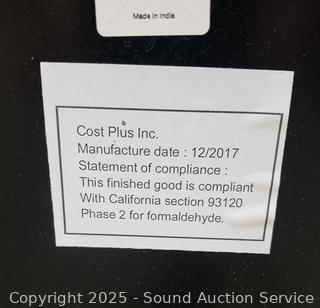 Made in India
Cost Plus Inc.
Manufacture date : 12/2017
Statement of compliance :
This finished good is compliant
With California section 93120
Phase 2 for formaldehyde.
Copyright 2025 - Sound Auction Service